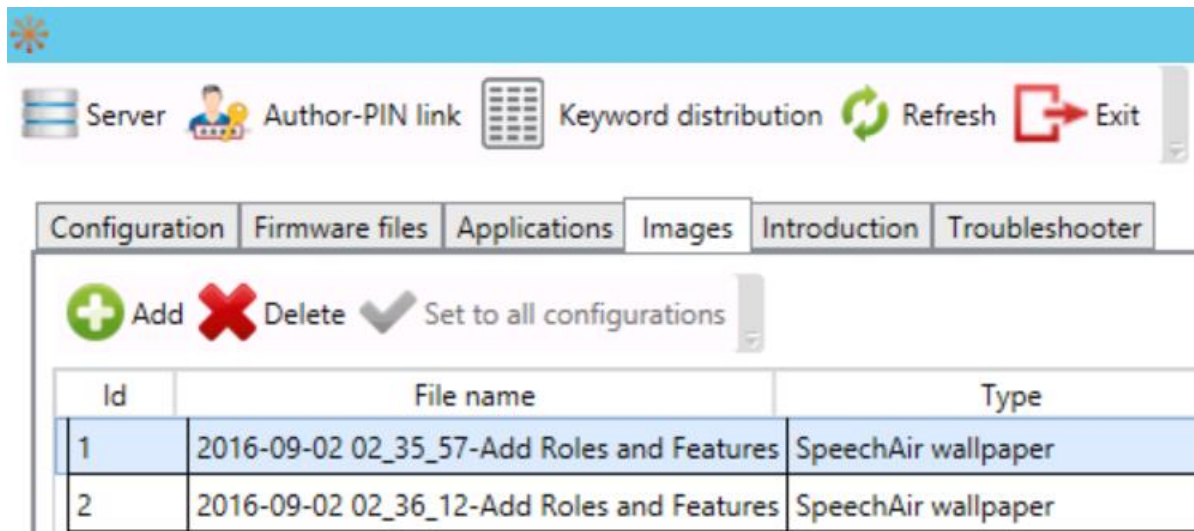 Server Author-PIN link Keyword distribution Refresh Exit
Configuration Firmware files Applications Images Introduction Troubleshooter
Add Delete Set to all configurations
Id File name Type
1 2016-09-02 02_35_57-Add Roles and Features SpeechAir wallpaper
2 2016-09-02 02_36_12-Add Roles and Features SpeechAir wallpaper